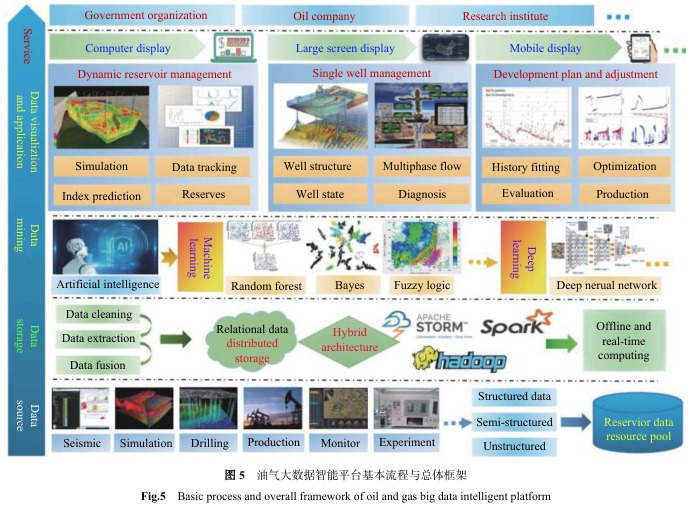 Government organization
Oil company
Research institute
Service
Computer display
Large screen display
Mobile display
Data visualiztion
and application
Dynamic reservoir management
Single well management
Development plan and adjustment
Simulation
Data tracking
Well structure
Multiphase flow
History fitting
Optimization
Index prediction
Reserves
Well state
Diagnosis
Evaluation
Production
Data
mining
AI
Machine
learning
Deep
learning
Artificial intelligence
Random forest
Bayes
Fuzzy logic
Deep nerual network
Data
storage
Data cleaning
Data extraction
Data fusion
Relational data
distributed
storage
Hybrid
architecture
APACHE
STORM™
Spark
hadoop
Offline and
real-time
computing
Data
source
Seismic
Simulation
Drilling
Production
Monitor
Experiment
Structured data
Semi-structured
Unstructured
Reservior data
resource pool
图 5 油气大数据智能平台基本流程与总体框架
Fig.5 Basic process and overall framework of oil and gas big data intelligent platform